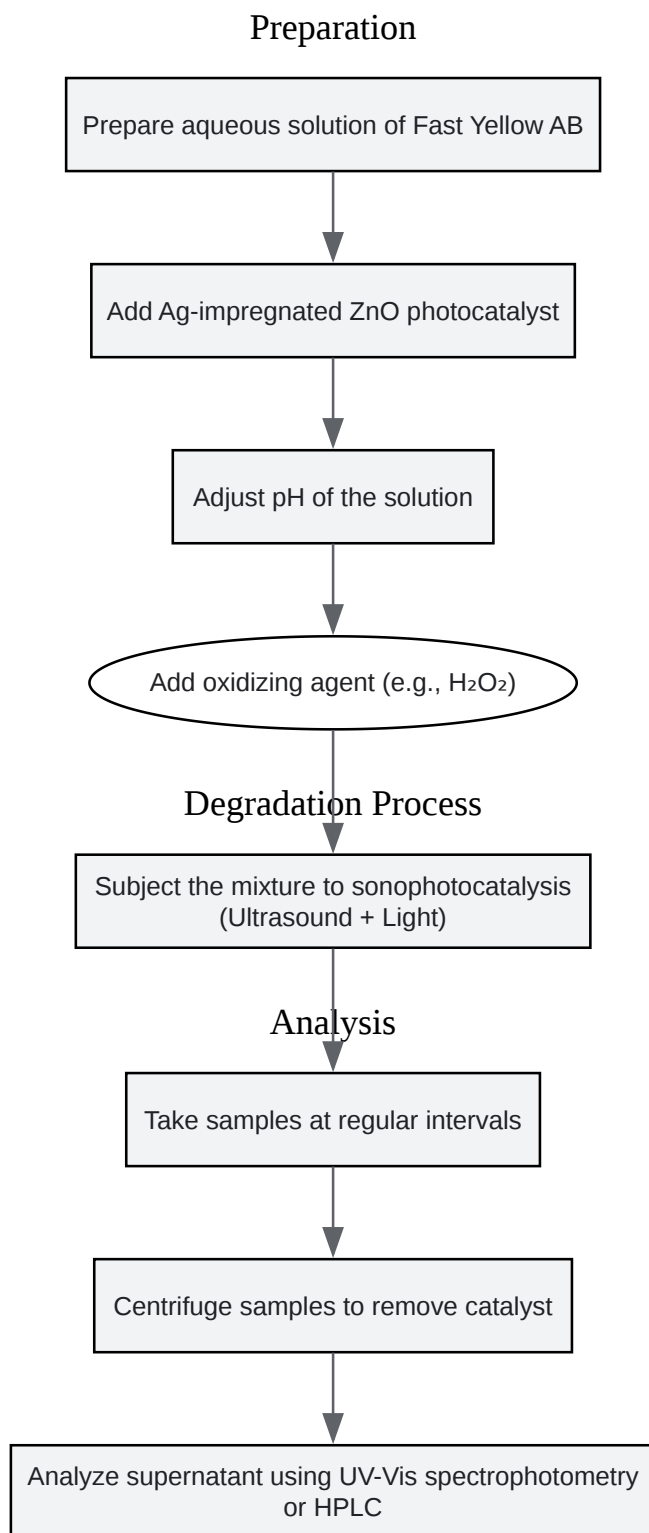 Preparation
Prepare aqueous solution of Fast Yellow AB
Add Ag-impregnated ZnO photocatalyst
Adjust pH of the solution
Add oxidizing agent (e.g., H₂O₂)
Degradation Process
Subject the mixture to sonophotocatalysis
(Ultrasound + Light)
Analysis
Take samples at regular intervals
Centrifuge samples to remove catalyst
Analyze supernatant using UV-Vis spectrophotometry
or HPLC